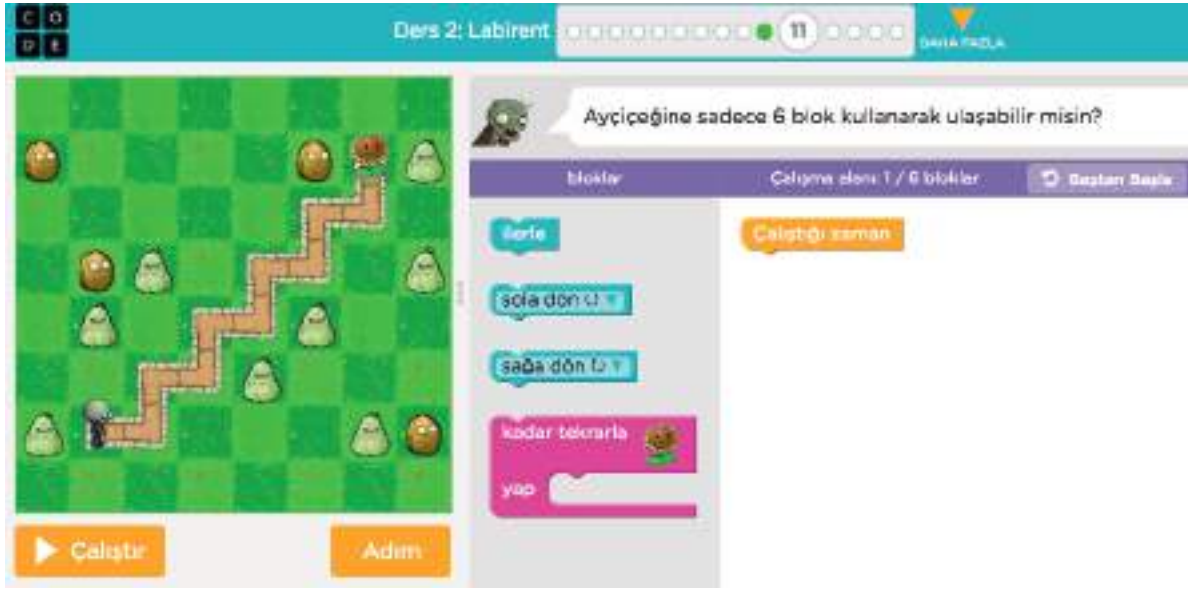 C O
D E
Ders 2: Labirent
11
DAHA FAZLA
Ayçiçeğine sadece 6 blok kullanarak ulaşabilir misin?
bloklar
Çalışma alanı: 1 / 6 bloklar
Baştan Başla
ilerle
Çalıştığı zaman
sola dön
sağa dön
kadar tekrarla
yap
Çalıştır
Adım